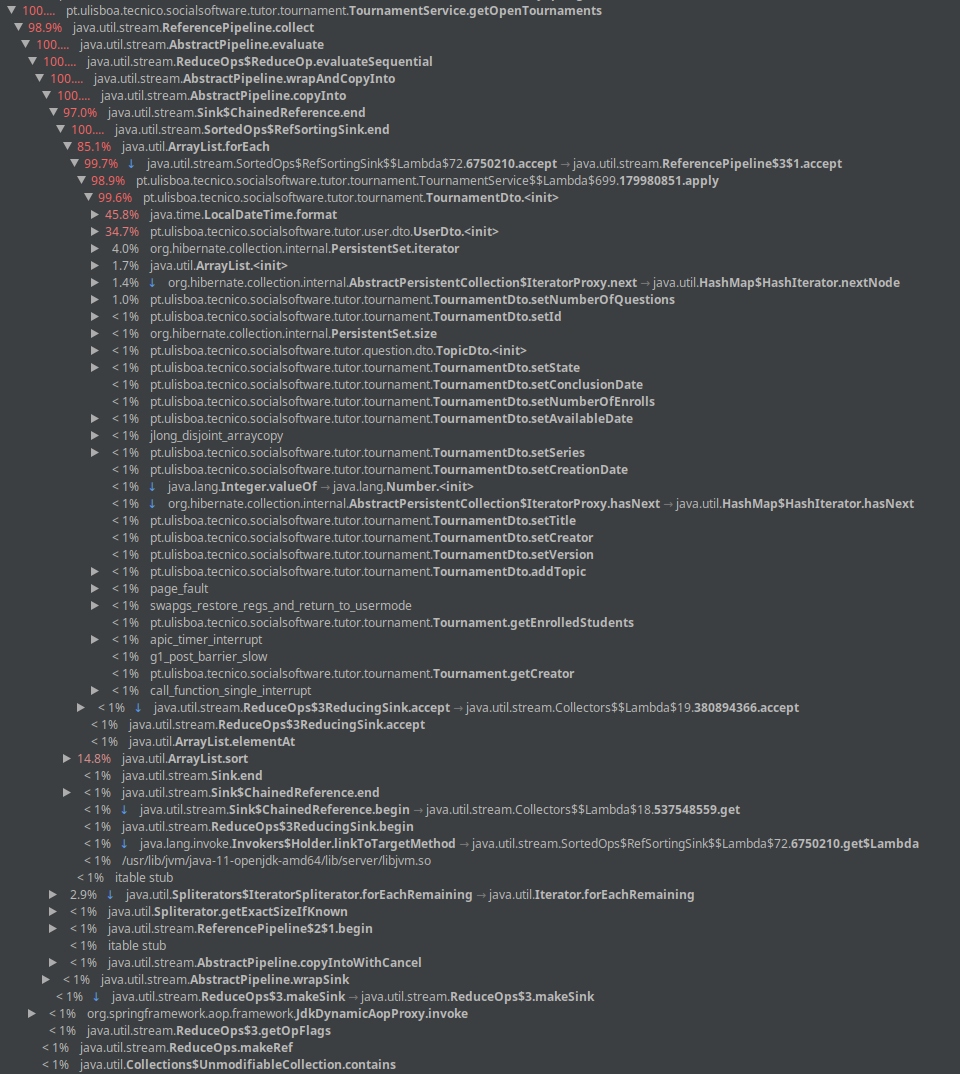 100.... pt.ulisboa.tecnico.socialsoftware.tutor.tournament.TournamentService.getOpenTournaments
98.9% java.util.stream.ReferencePipeline.collect
100.... java.util.stream.AbstractPipeline.evaluate
100.... java.util.stream.ReduceOps$ReduceOp.evaluateSequential
100.... java.util.stream.AbstractPipeline.wrapAndCopyInto
100.... java.util.stream.AbstractPipeline.copyInto
97.0% java.util.stream.Sink$ChainedReference.end
100.... java.util.stream.SortedOps$RefSortingSink.end
85.1% java.util.ArrayList.forEach
99.7% ↓ java.util.stream.SortedOps$RefSortingSink$$Lambda$72.6750210.accept → java.util.stream.ReferencePipeline$3$1.accept
98.9% pt.ulisboa.tecnico.socialsoftware.tutor.tournament.TournamentService$$Lambda$699.179980851.apply
99.6% pt.ulisboa.tecnico.socialsoftware.tutor.tournament.TournamentDto.<init>
45.8% java.time.LocalDateTime.format
34.7% pt.ulisboa.tecnico.socialsoftware.tutor.user.dto.UserDto.<init>
4.0% org.hibernate.collection.internal.PersistentSet.iterator
1.7% java.util.ArrayList.<init>
1.4% ↓ org.hibernate.collection.internal.AbstractPersistentCollection$IteratorProxy.next → java.util.HashMap$HashIterator.nextNode
1.0% pt.ulisboa.tecnico.socialsoftware.tutor.tournament.TournamentDto.setNumberOfQuestions
< 1% pt.ulisboa.tecnico.socialsoftware.tutor.tournament.TournamentDto.setId
< 1% org.hibernate.collection.internal.PersistentSet.size
< 1% pt.ulisboa.tecnico.socialsoftware.tutor.question.dto.TopicDto.<init>
< 1% pt.ulisboa.tecnico.socialsoftware.tutor.tournament.TournamentDto.setState
< 1% pt.ulisboa.tecnico.socialsoftware.tutor.tournament.TournamentDto.setConclusionDate
< 1% pt.ulisboa.tecnico.socialsoftware.tutor.tournament.TournamentDto.setNumberOfEnrolls
< 1% pt.ulisboa.tecnico.socialsoftware.tutor.tournament.TournamentDto.setAvailableDate
< 1% jlong_disjoint_arraycopy
< 1% pt.ulisboa.tecnico.socialsoftware.tutor.tournament.TournamentDto.setSeries
< 1% pt.ulisboa.tecnico.socialsoftware.tutor.tournament.TournamentDto.setCreationDate
< 1% ↓ java.lang.Integer.valueOf → java.lang.Number.<init>
< 1% ↓ org.hibernate.collection.internal.AbstractPersistentCollection$IteratorProxy.hasNext → java.util.HashMap$HashIterator.hasNext
< 1% pt.ulisboa.tecnico.socialsoftware.tutor.tournament.TournamentDto.setTitle
< 1% pt.ulisboa.tecnico.socialsoftware.tutor.tournament.TournamentDto.setCreator
< 1% pt.ulisboa.tecnico.socialsoftware.tutor.tournament.TournamentDto.setVersion
< 1% pt.ulisboa.tecnico.socialsoftware.tutor.tournament.TournamentDto.addTopic
< 1% page_fault
< 1% swapgs_restore_regs_and_return_to_usermode
< 1% pt.ulisboa.tecnico.socialsoftware.tutor.tournament.Tournament.getEnrolledStudents
< 1% apic_timer_interrupt
< 1% g1_post_barrier_slow
< 1% pt.ulisboa.tecnico.socialsoftware.tutor.tournament.Tournament.getCreator
< 1% call_function_single_interrupt
< 1% ↓ java.util.stream.ReduceOps$3ReducingSink.accept → java.util.stream.Collectors$$Lambda$19.380894366.accept
< 1% java.util.stream.ReduceOps$3ReducingSink.accept
< 1% java.util.ArrayList.elementAt
14.8% java.util.ArrayList.sort
< 1% java.util.stream.Sink.end
< 1% java.util.stream.Sink$ChainedReference.end
< 1% ↓ java.util.stream.Sink$ChainedReference.begin → java.util.stream.Collectors$$Lambda$18.537548559.get
< 1% java.util.stream.ReduceOps$3ReducingSink.begin
< 1% ↓ java.lang.invoke.Invokers$Holder.linkToTargetMethod → java.util.stream.SortedOps$RefSortingSink$$Lambda$72.6750210.get$Lambda
< 1% /usr/lib/jvm/java-11-openjdk-amd64/lib/server/libjvm.so
< 1% itable stub
2.9% ↓ java.util.Spliterators$IteratorSpliterator.forEachRemaining → java.util.Iterator.forEachRemaining
< 1% java.util.Spliterator.getExactSizeIfKnown
< 1% java.util.stream.ReferencePipeline$2$1.begin
< 1% itable stub
< 1% java.util.stream.AbstractPipeline.copyIntoWithCancel
< 1% java.util.stream.AbstractPipeline.wrapSink
< 1% ↓ java.util.stream.ReduceOps$3.makeSink → java.util.stream.ReduceOps$3.makeSink
< 1% org.springframework.aop.framework.JdkDynamicAopProxy.invoke
< 1% java.util.stream.ReduceOps$3.getOpFlags
< 1% java.util.stream.ReduceOps.makeRef
< 1% java.util.Collections$UnmodifiableCollection.contains